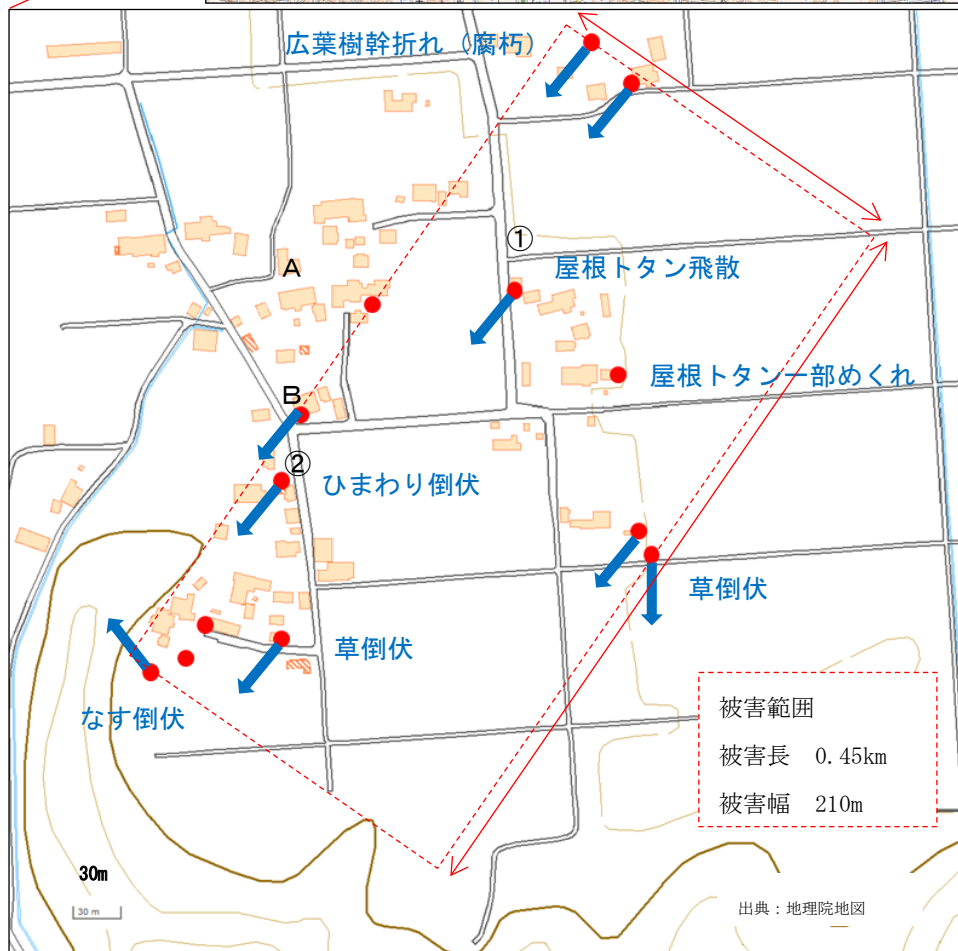 広葉樹幹折れ（腐朽）
①
屋根トタン飛散
A
屋根トタン一部めくれ
B
②
ひまわり倒伏
草倒伏
草倒伏
なす倒伏
被害範囲
被害長　0.45km
被害幅　210m
30m
30 m
出典：地理院地図